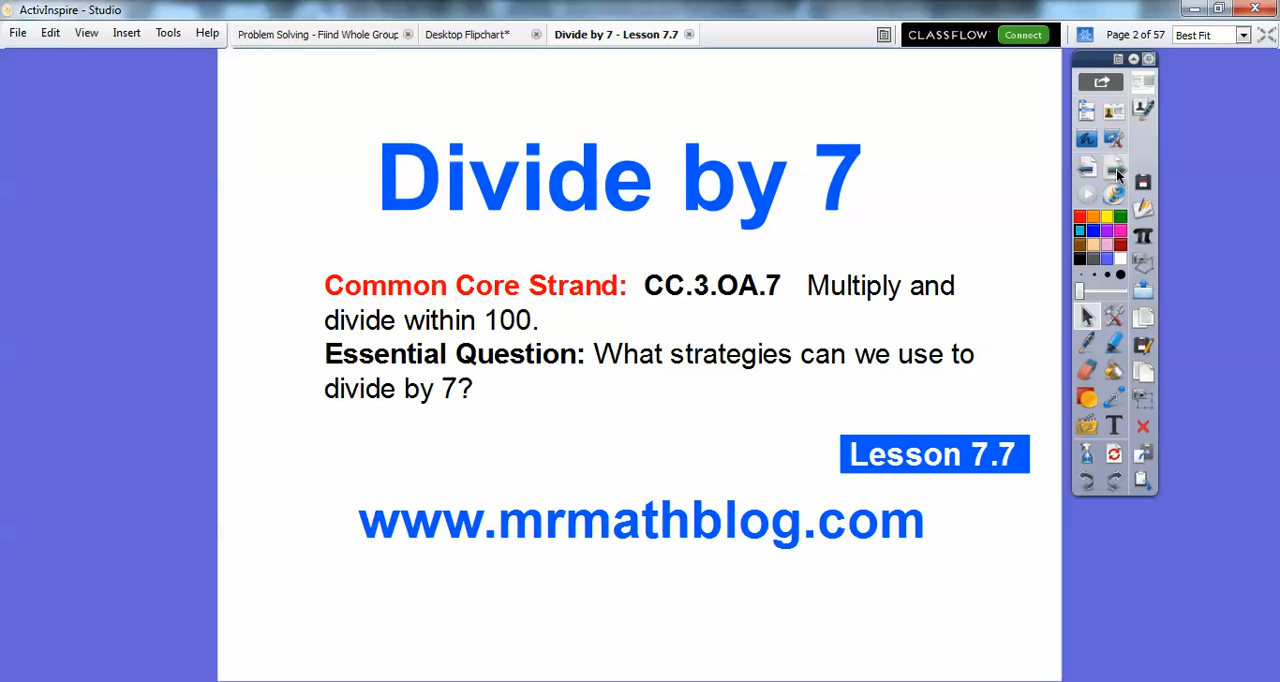 ActivInspire - Studio
File Edit View Insert Tools Help Problem Solving - Fiind Whole Group Desktop Flipchart* Divide by 7 - Lesson 7.7 CLASSFLOW Connect Page 2 of 57 Best Fit
Divide by 7
Common Core Strand: CC.3.OA.7 Multiply and
divide within 100.
Essential Question: What strategies can we use to
divide by 7?
Lesson 7.7
www.mrmathblog.com